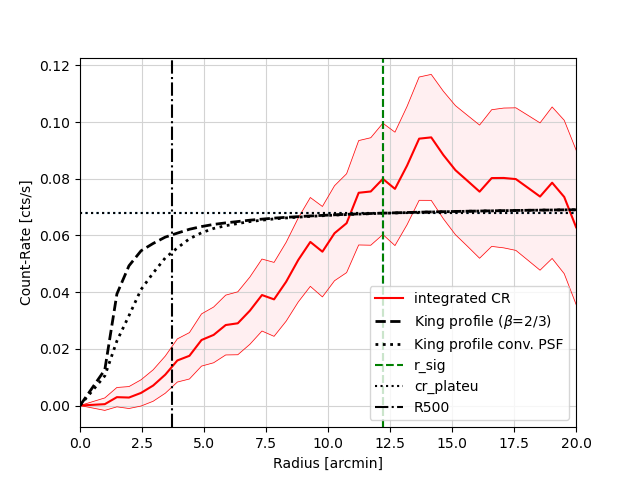 0.12
0.10
0.08
0.06
0.04
0.02
0.00
Count-Rate [cts/s]
integrated CR
King profile (β=2/3)
King profile conv. PSF
r_sig
cr_plateu
R500
0.0 2.5 5.0 7.5 10.0 12.5 15.0 17.5 20.0
Radius [arcmin]